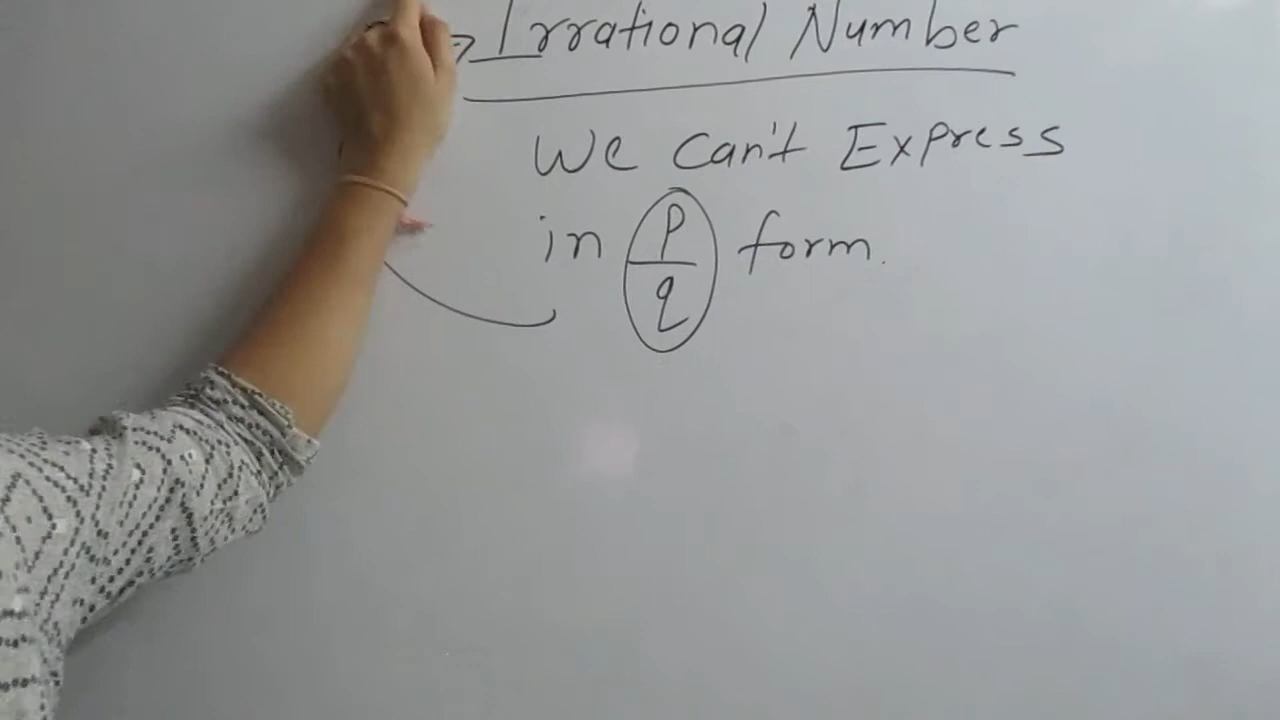 → Irrational Number
We Can't Express
in p/q form.